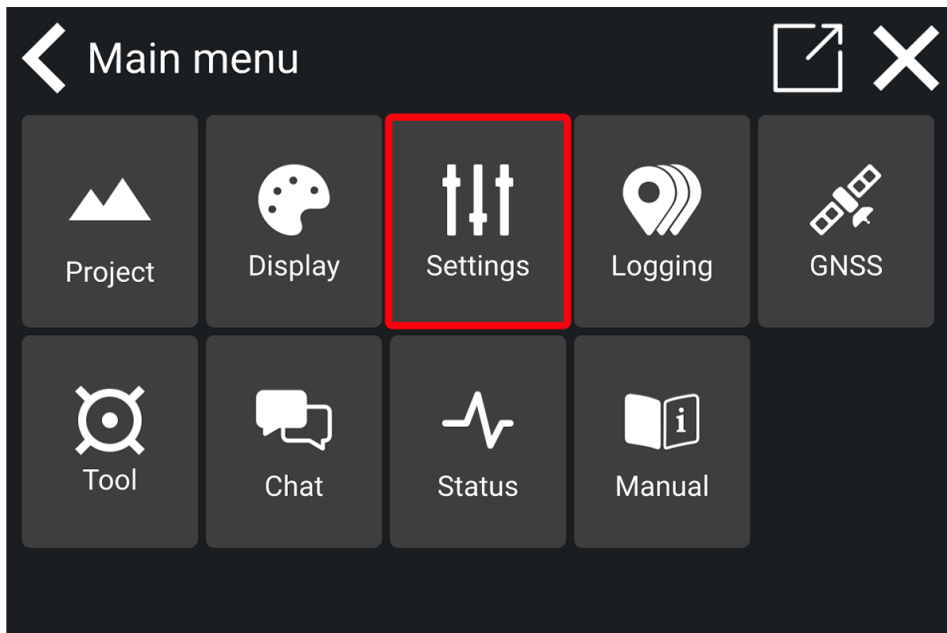 Main menu
Project
Display
Settings
Logging
GNSS
Tool
Chat
Status
i
Manual